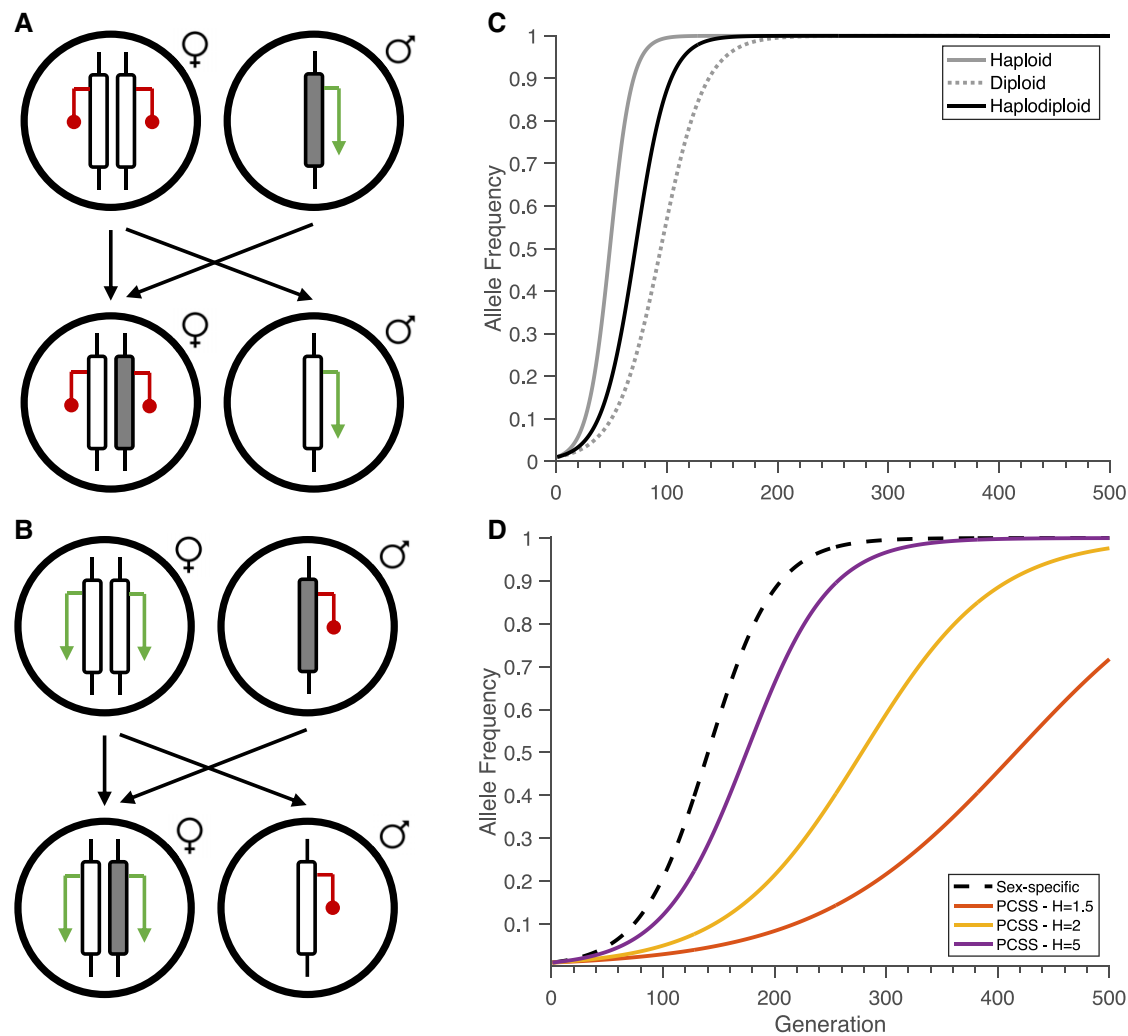 A
♀
♂
♀
♂
B
♀
♂
♀
♂
C
Allele Frequency
1
0.9
0.8
0.7
0.6
0.5
0.4
0.3
0.2
0.1
0
0 100 200 300 400 500
Haploid
Diploid
Haplodiploid
D
Allele Frequency
1
0.9
0.8
0.7
0.6
0.5
0.4
0.3
0.2
0.1
0 100 200 300 400 500
Generation
Sex-specific
PCSS - H=1.5
PCSS - H=2
PCSS - H=5